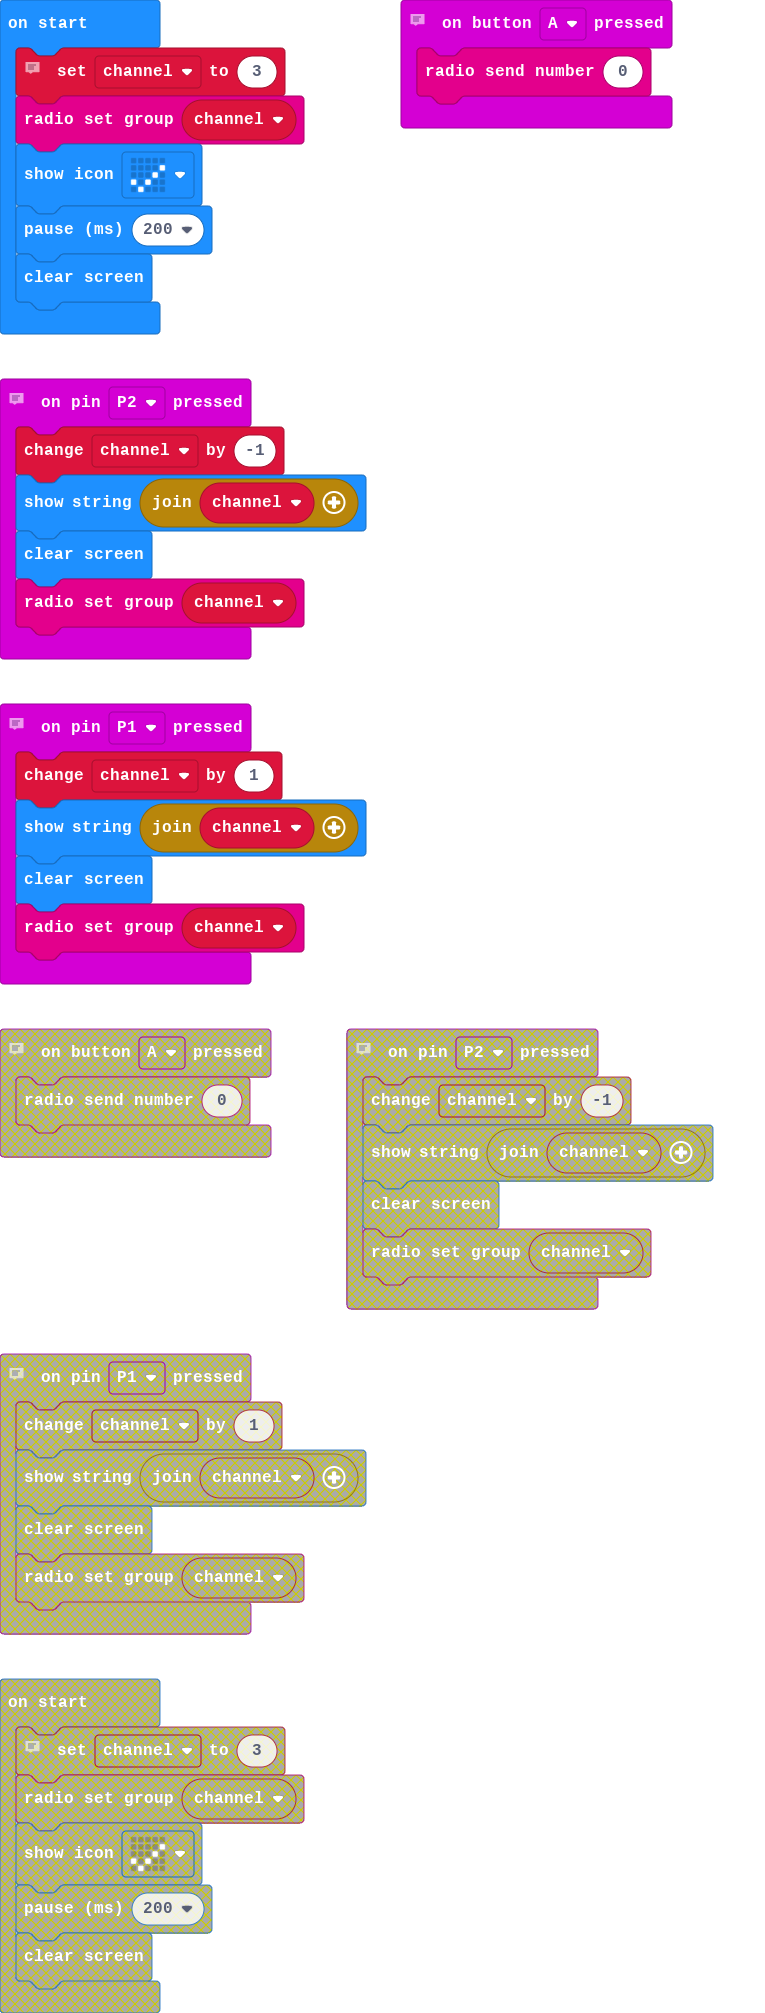 on start
set channel to 3
radio set group channel
show icon
pause (ms) 200
clear screen
on button A pressed
radio send number 0
on pin P2 pressed
change channel by -1
show string join channel
clear screen
radio set group channel
on pin P1 pressed
change channel by 1
show string join channel
clear screen
radio set group channel
on button A pressed
radio send number 0
on pin P2 pressed
change channel by -1
show string join channel
clear screen
radio set group channel
on pin P1 pressed
change channel by 1
show string join channel
clear screen
radio set group channel
on start
set channel to 3
radio set group channel
show icon
pause (ms) 200
clear screen